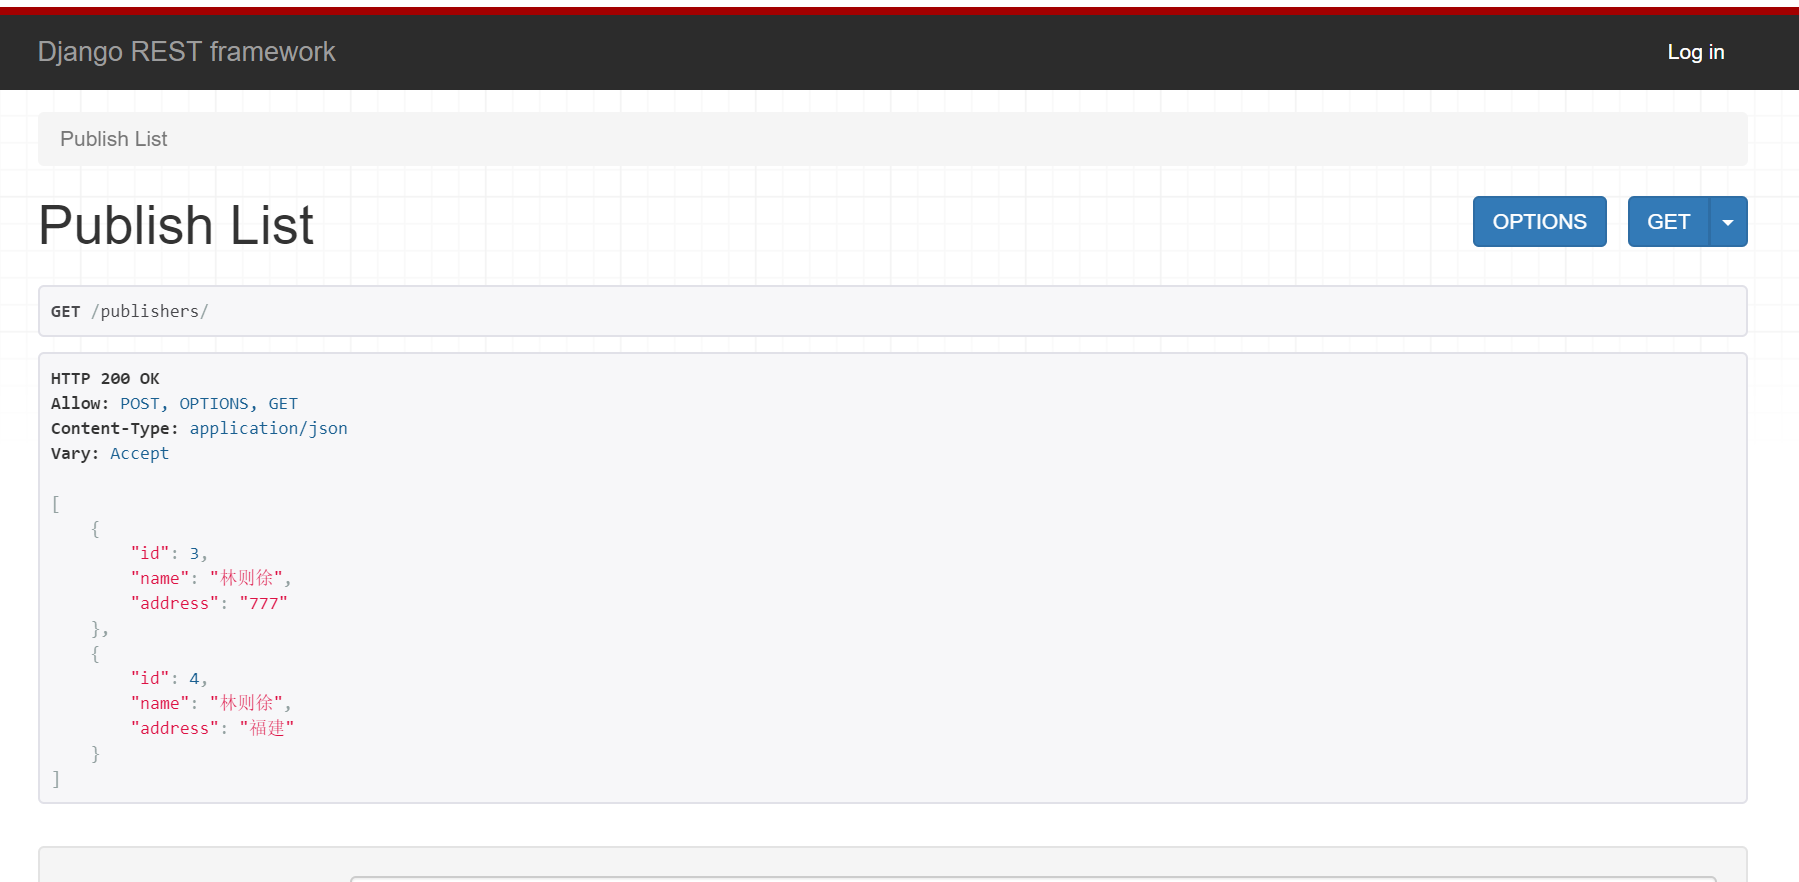 Django REST framework
Log in
Publish List
Publish List
OPTIONS
GET
GET /publishers/
HTTP 200 OK
Allow: POST, OPTIONS, GET
Content-Type: application/json
Vary: Accept
[
    {
        "id": 3,
        "name": "林则徐",
        "address": "777"
    },
    {
        "id": 4,
        "name": "林则徐",
        "address": "福建"
    }
]